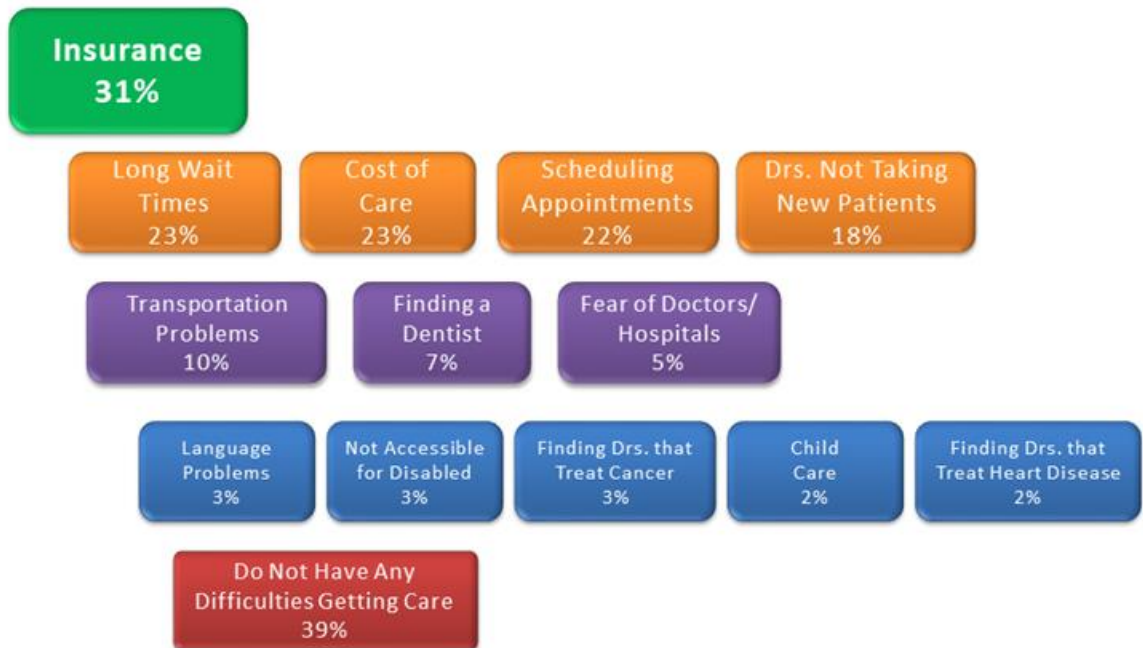 Insurance
31%
Long Wait
Times
23%
Cost of
Care
23%
Scheduling
Appointments
22%
Drs. Not Taking
New Patients
18%
Transportation
Problems
10%
Finding a
Dentist
7%
Fear of Doctors/
Hospitals
5%
Language
Problems
3%
Not Accessible
for Disabled
3%
Finding Drs. that
Treat Cancer
3%
Child
Care
2%
Finding Drs. that
Treat Heart Disease
2%
Do Not Have Any
Difficulties Getting Care
39%